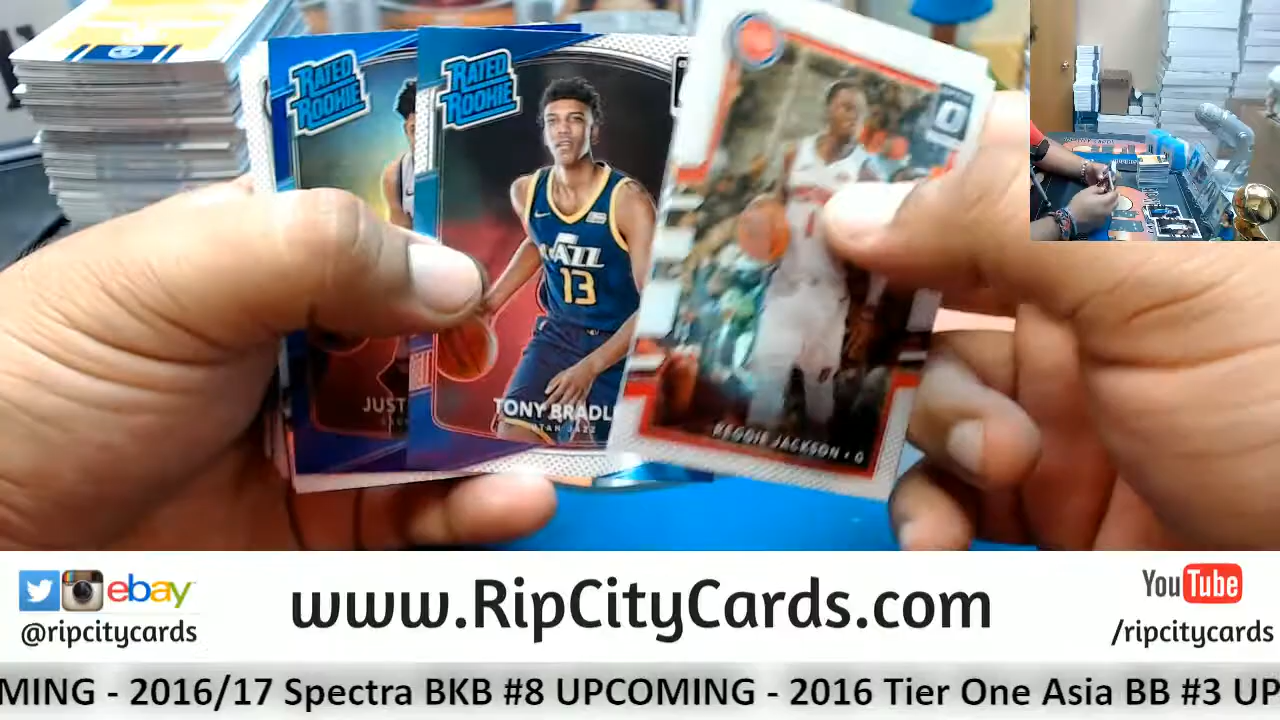 RATED
ROOKIE
RATED
ROOKIE
JAZZ
13
1
JUST
TONY BRADL
UTAH JAZZ
REGGIE JACKSON • G
ebay
@ripcitycards
www.RipCityCards.com
YouTube
/ripcitycards
MING - 2016/17 Spectra BKB #8 UPCOMING - 2016 Tier One Asia BB #3 UP